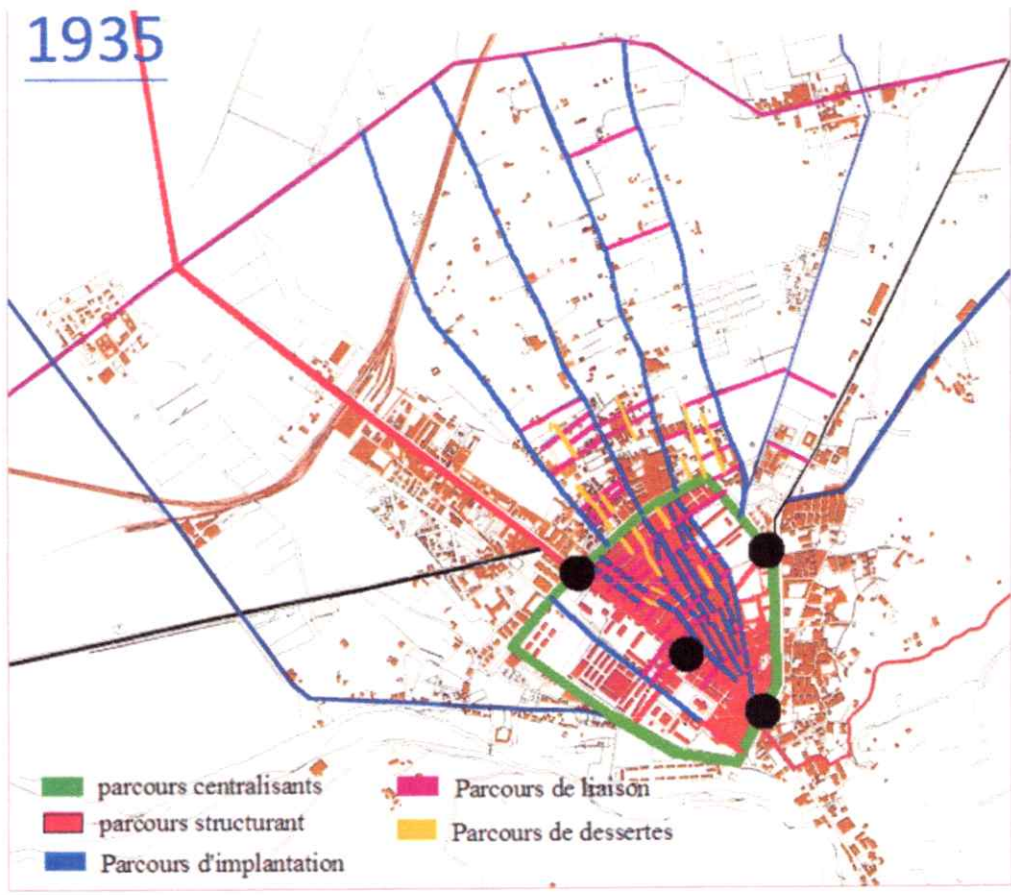 1935
parcours centralisants
parcours structurant
Parcours d'implantation
Parcours de liaison
Parcours de dessertes